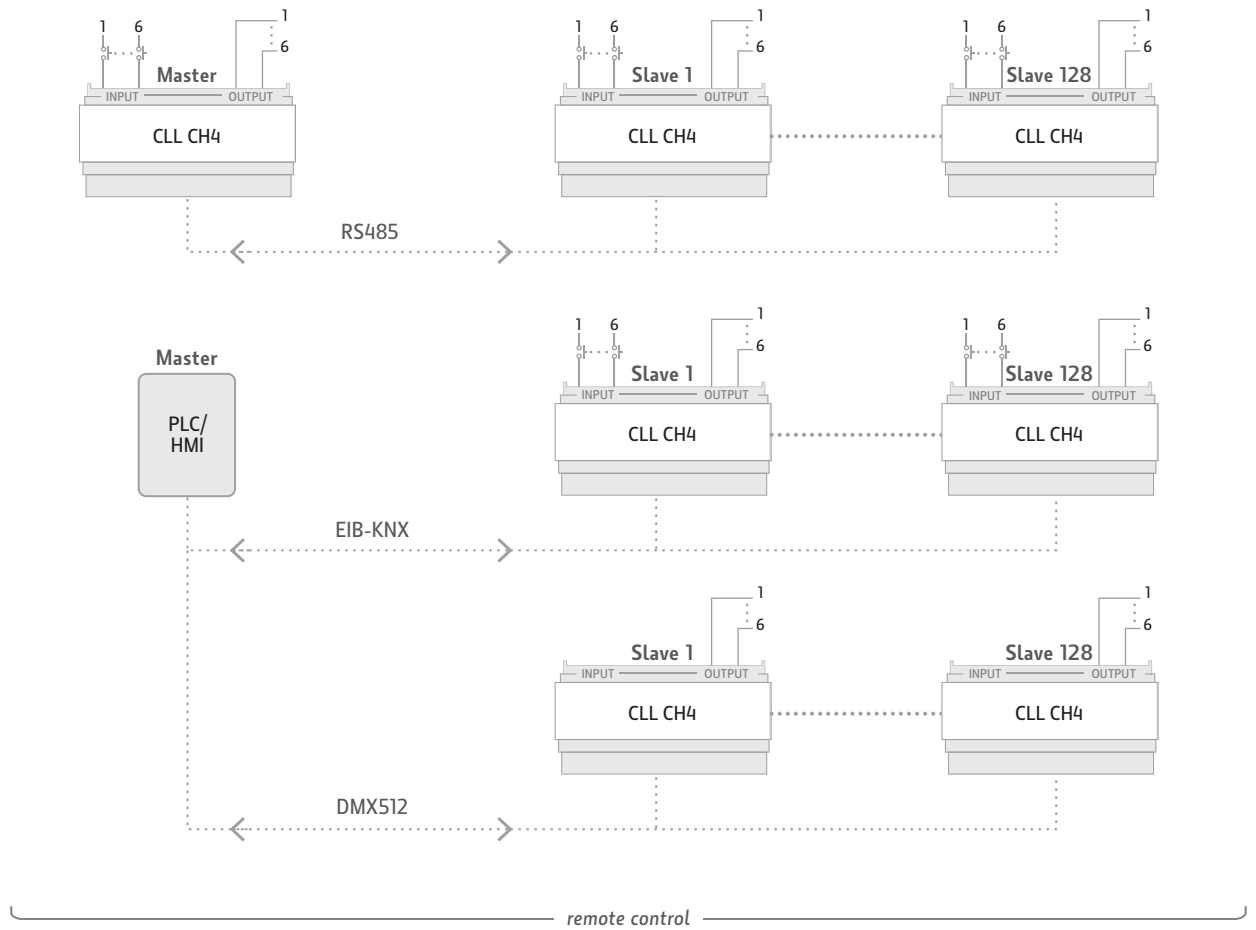 1 6 1
6
Master
INPUT OUTPUT
CLL CH4
1 6 1
6
Slave 1
INPUT OUTPUT
CLL CH4
1 6 1
6
Slave 128
INPUT OUTPUT
CLL CH4
RS485
Master
PLC/
HMI
1 6 1
6
Slave 1
INPUT OUTPUT
CLL CH4
1 6 1
6
Slave 128
INPUT OUTPUT
CLL CH4
EIB-KNX
1
6
Slave 1
INPUT OUTPUT
CLL CH4
1
6
Slave 128
INPUT OUTPUT
CLL CH4
DMX512
remote control